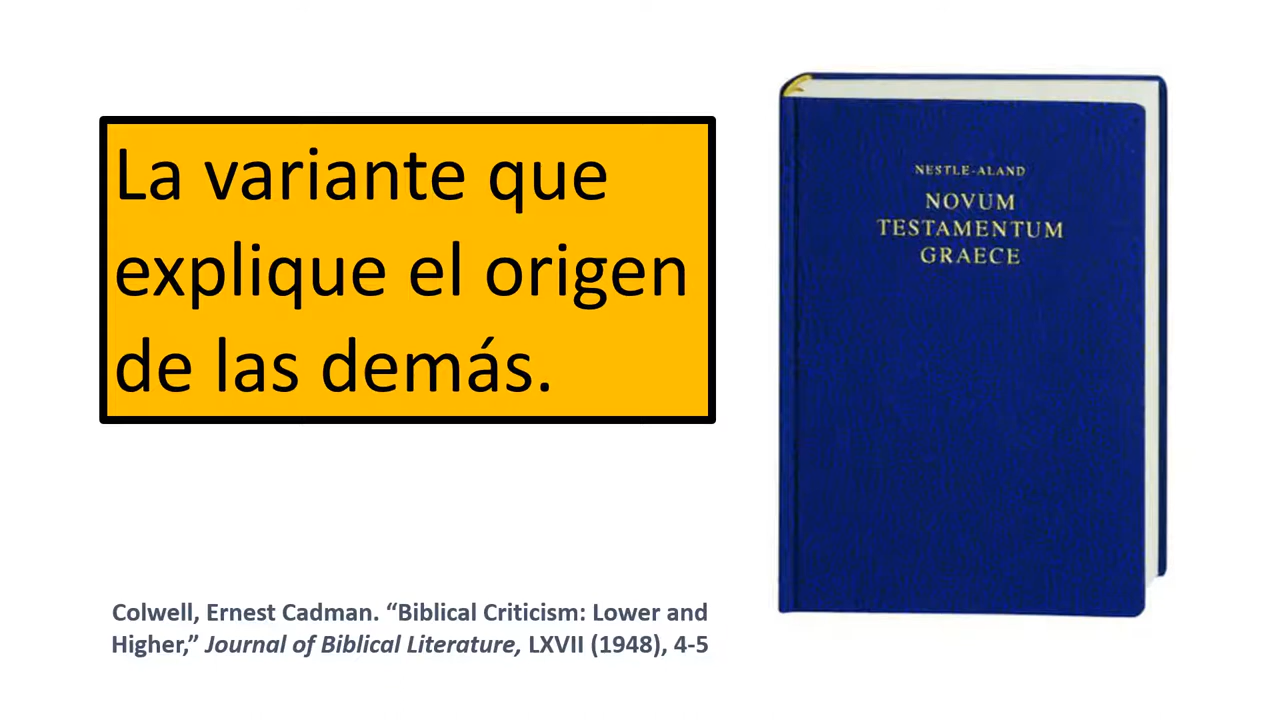 La variante que
explique el origen
de las demás.
NESTLE-ALAND
NOVUM
TESTAMENTUM
GRAECE
Colwell, Ernest Cadman. “Biblical Criticism: Lower and
Higher,” Journal of Biblical Literature, LXVII (1948), 4-5